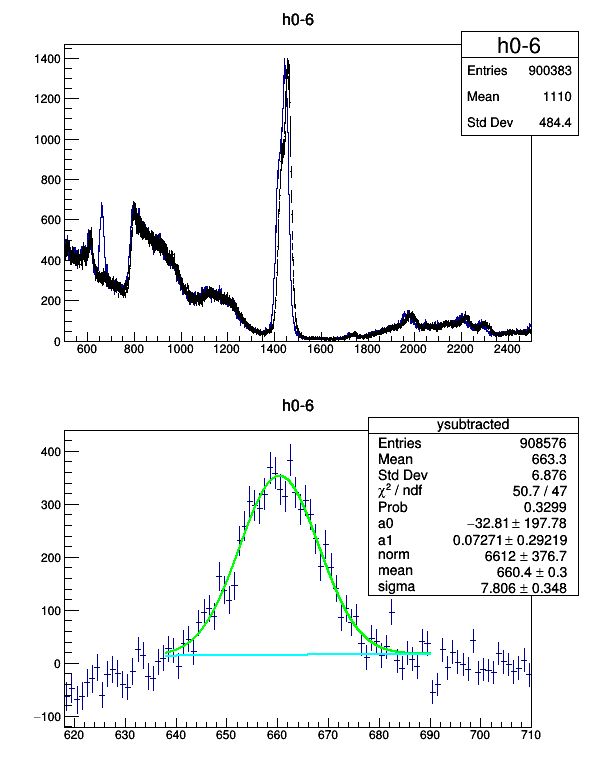 h0-6
h0-6
Entries 900383
Mean 1110
Std Dev 484.4
1400
1200
1000
800
600
400
200
0
600 800 1000 1200 1400 1600 1800 2000 2200 2400
h0-6
ysubtracted
Entries 908576
Mean 663.3
Std Dev 6.876
χ² / ndf 50.7 / 47
Prob 0.3299
a0 −32.81 ± 197.78
a1 0.07271 ± 0.29219
norm 6612 ± 376.7
mean 660.4 ± 0.3
sigma 7.806 ± 0.348
400
300
200
100
0
−100
620 630 640 650 660 670 680 690 700 710